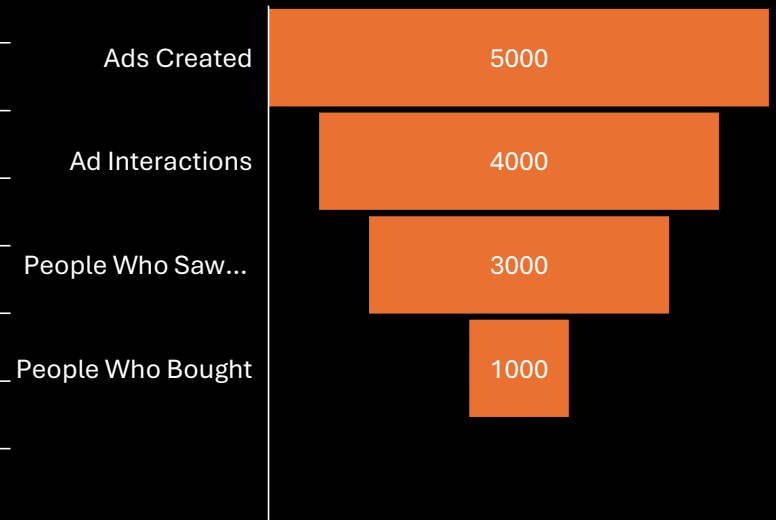 Ads Created 5000
Ad Interactions 4000
People Who Saw... 3000
People Who Bought 1000